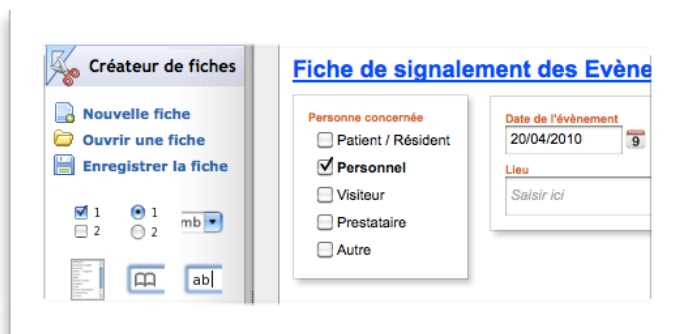 Créateur de fiches
Nouvelle fiche
Ouvrir une fiche
Enregistrer la fiche
1
2
1
2
mb
ab
Fiche de signalement des Evène
Personne concernée
Patient / Résident
Personnel
Visiteur
Prestataire
Autre
Date de l'évènement
20/04/2010
9
Lieu
Saisir ici